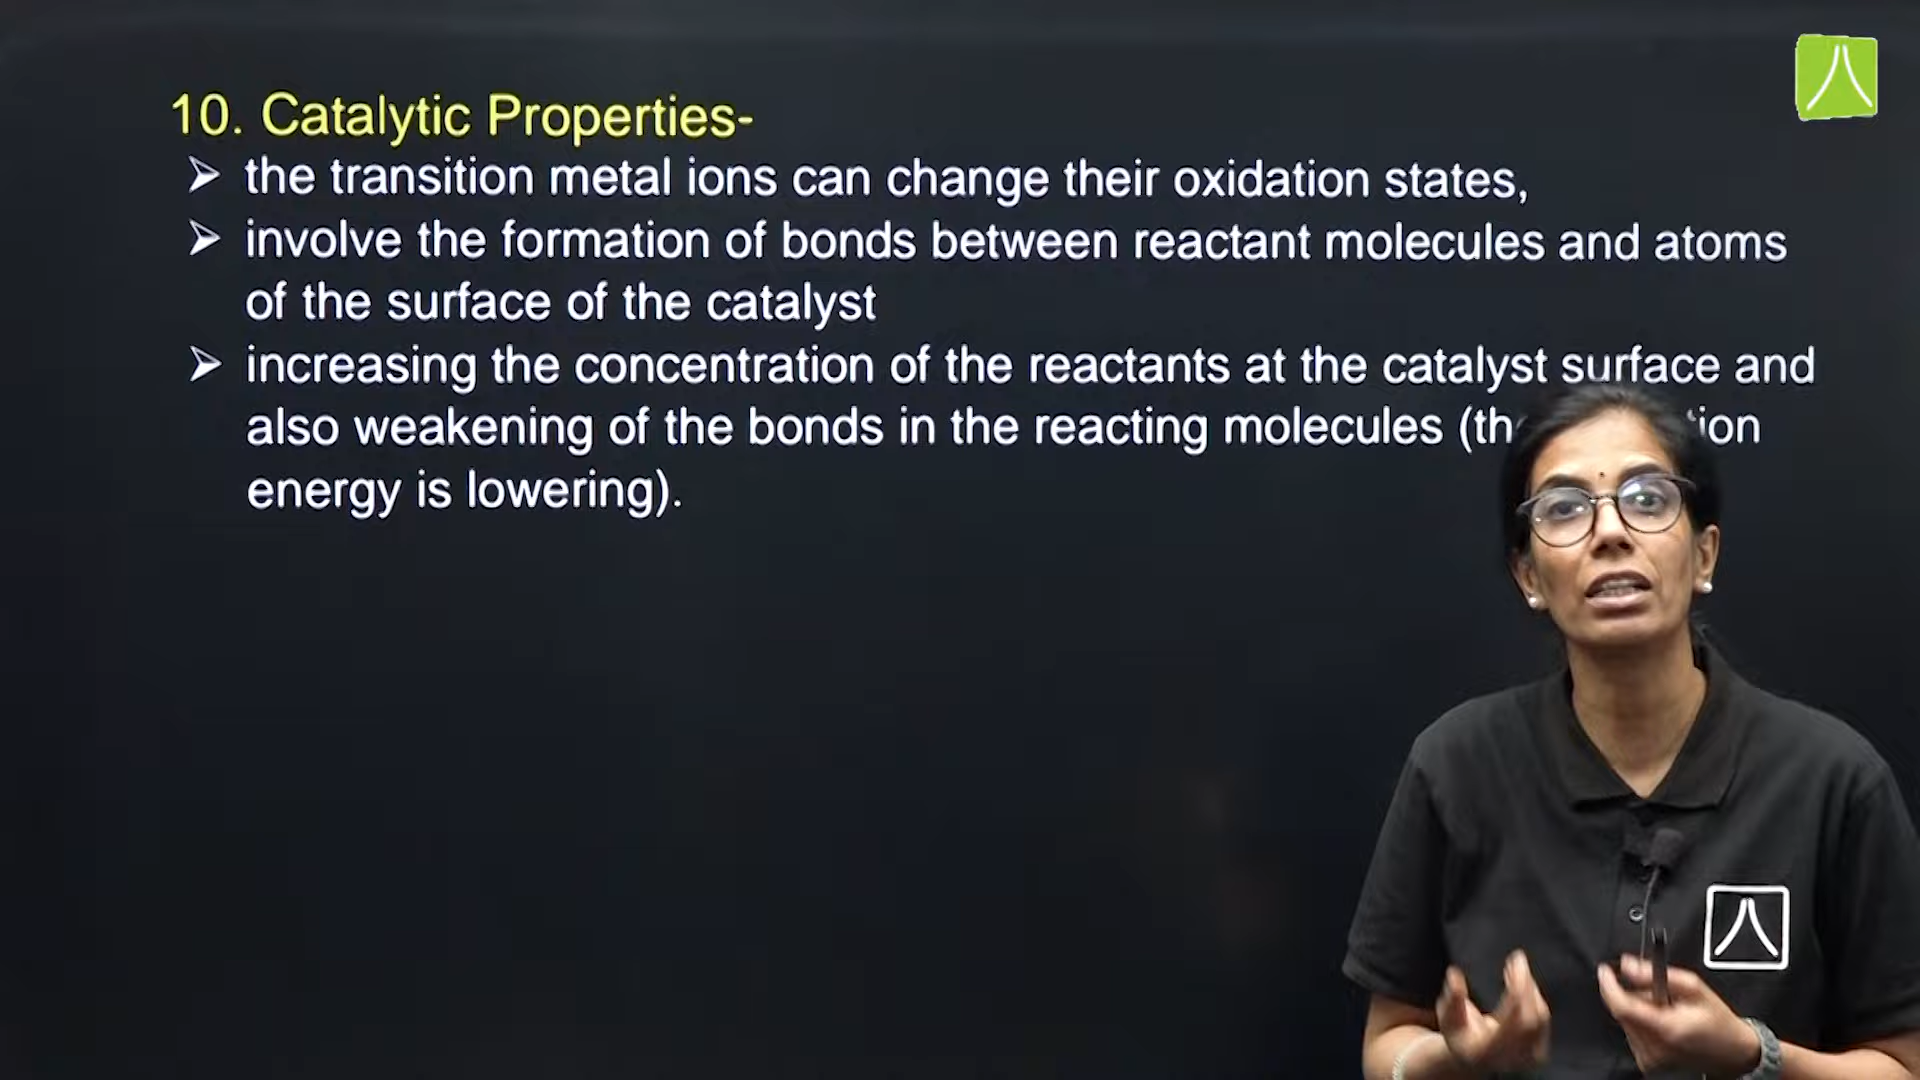 10. Catalytic Properties-
➢ the transition metal ions can change their oxidation states,
➢ involve the formation of bonds between reactant molecules and atoms
of the surface of the catalyst
➢ increasing the concentration of the reactants at the catalyst surface and
also weakening of the bonds in the reacting molecules
energy is lowering).